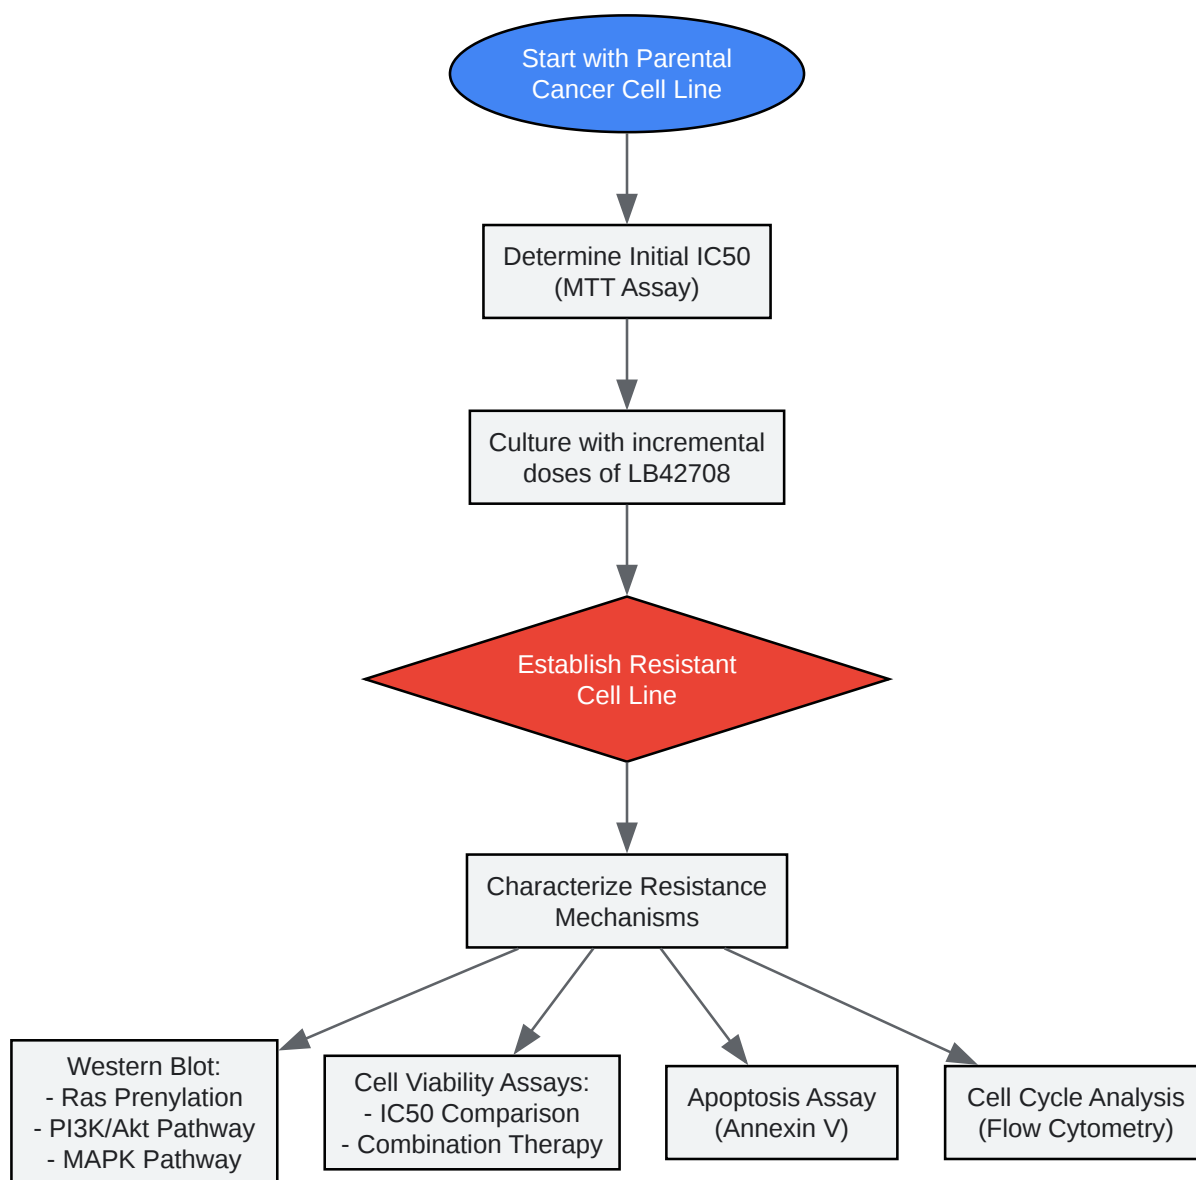 Start with Parental
Cancer Cell Line
Determine Initial IC50
(MTT Assay)
Culture with incremental
doses of LB42708
Establish Resistant
Cell Line
Characterize Resistance
Mechanisms
Western Blot:
- Ras Prenylation
- PI3K/Akt Pathway
- MAPK Pathway
Cell Viability Assays:
- IC50 Comparison
- Combination Therapy
Apoptosis Assay
(Annexin V)
Cell Cycle Analysis
(Flow Cytometry)